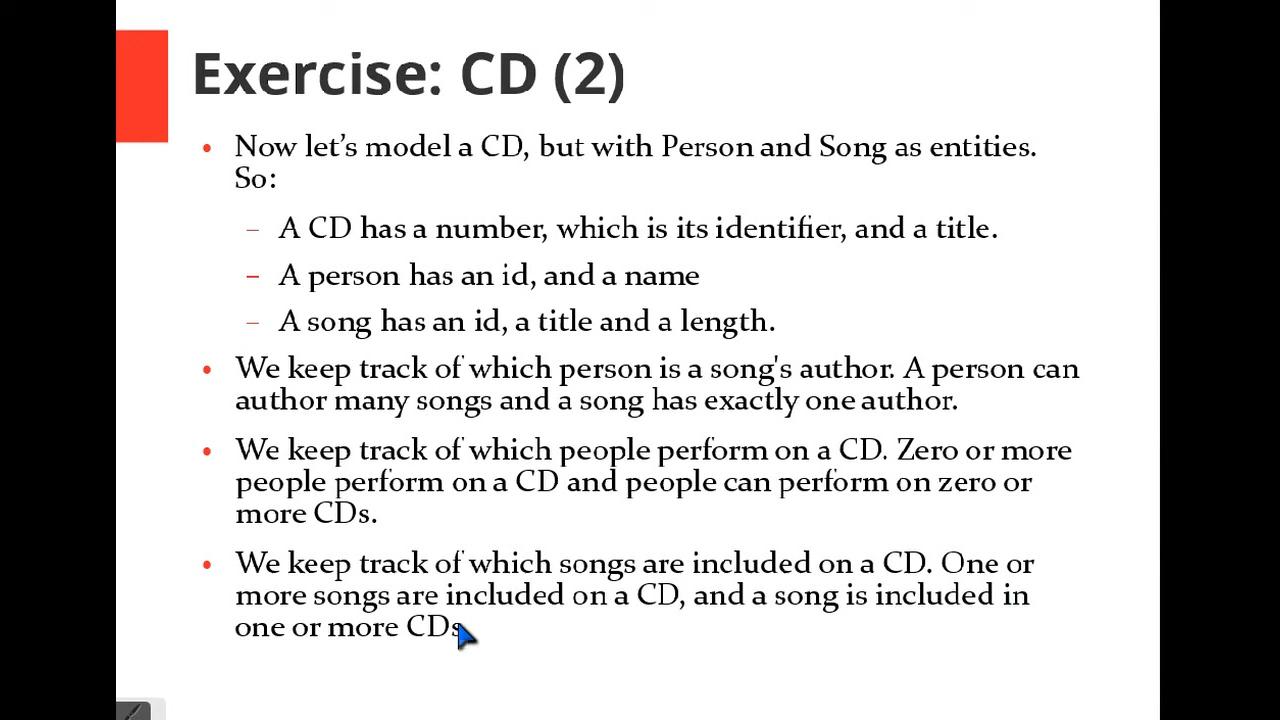 Exercise: CD (2)
• Now let’s model a CD, but with Person and Song as entities.
So:
– A CD has a number, which is its identifier, and a title.
– A person has an id, and a name
– A song has an id, a title and a length.
• We keep track of which person is a song's author. A person can
author many songs and a song has exactly one author.
• We keep track of which people perform on a CD. Zero or more
people perform on a CD and people can perform on zero or
more CDs.
• We keep track of which songs are included on a CD. One or
more songs are included on a CD, and a song is included in
one or more CDs